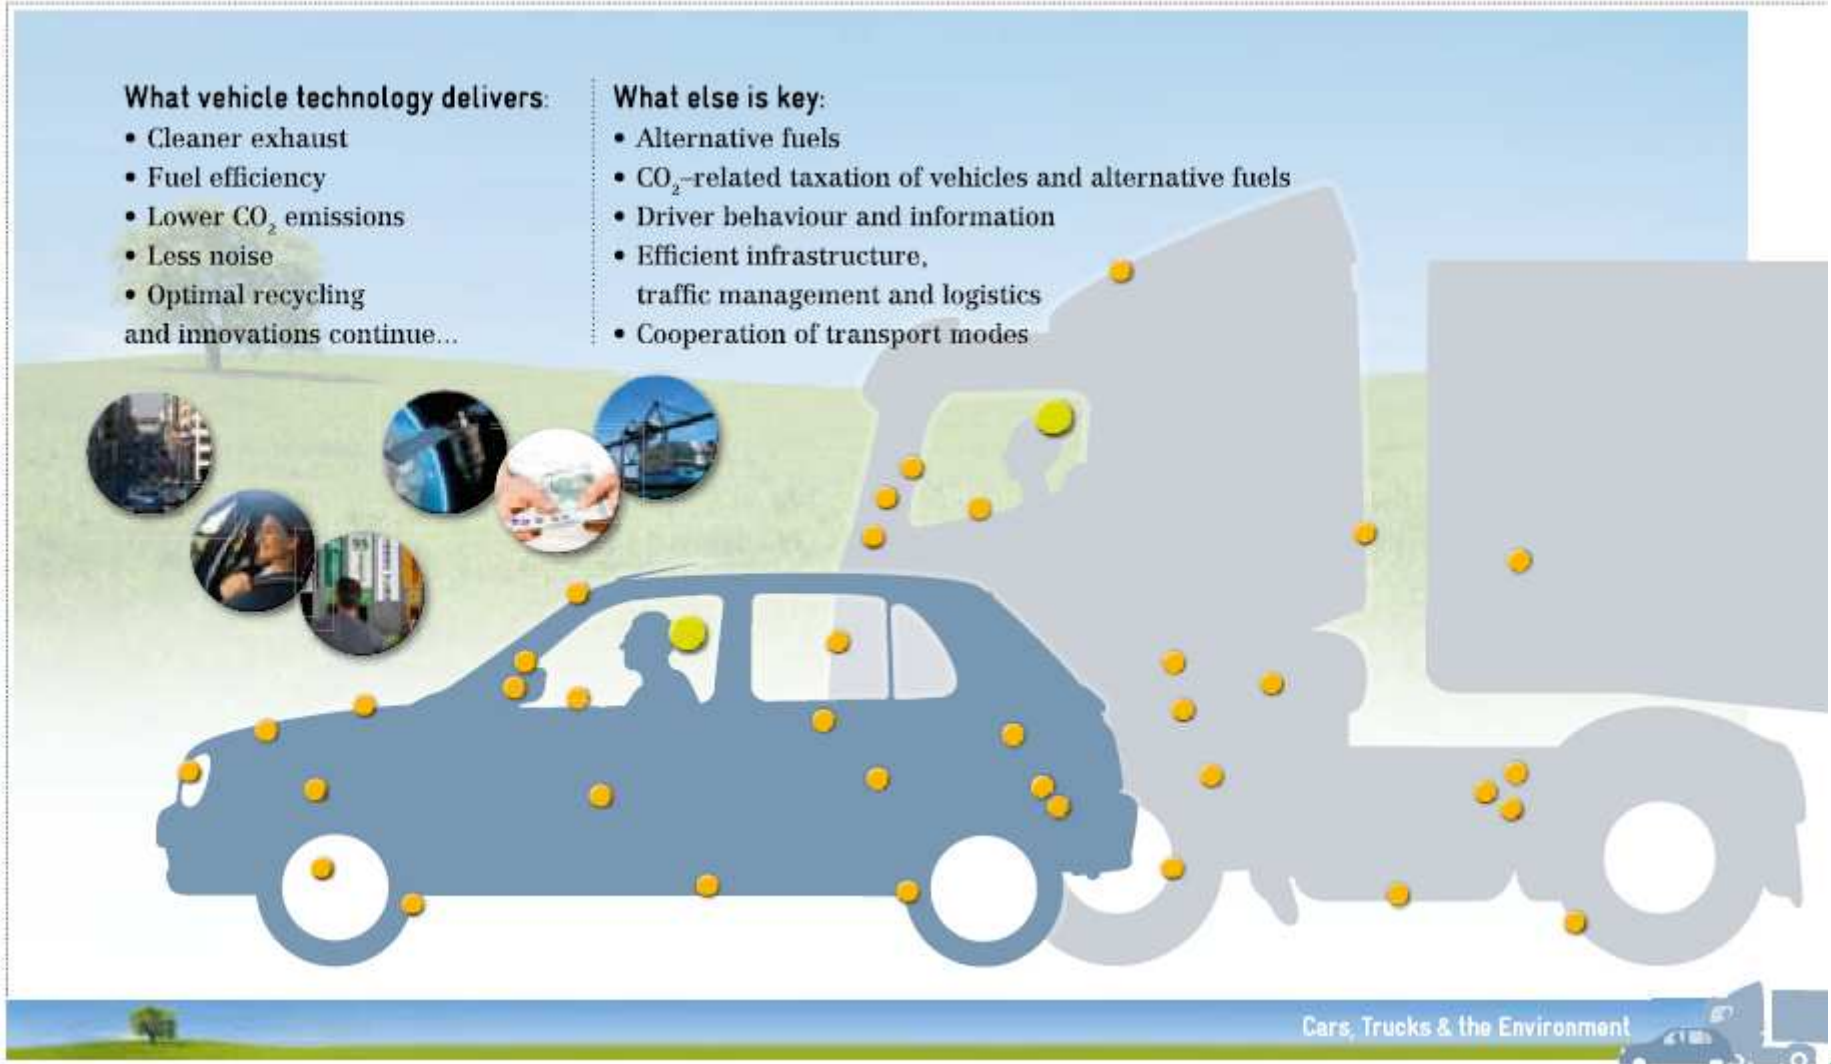 What vehicle technology delivers:
• Cleaner exhaust
• Fuel efficiency
• Lower CO₂ emissions
• Less noise
• Optimal recycling
and innovations continue...
What else is key:
• Alternative fuels
• CO₂–related taxation of vehicles and alternative fuels
• Driver behaviour and information
• Efficient infrastructure,
traffic management and logistics
• Cooperation of transport modes
Cars, Trucks & the Environment